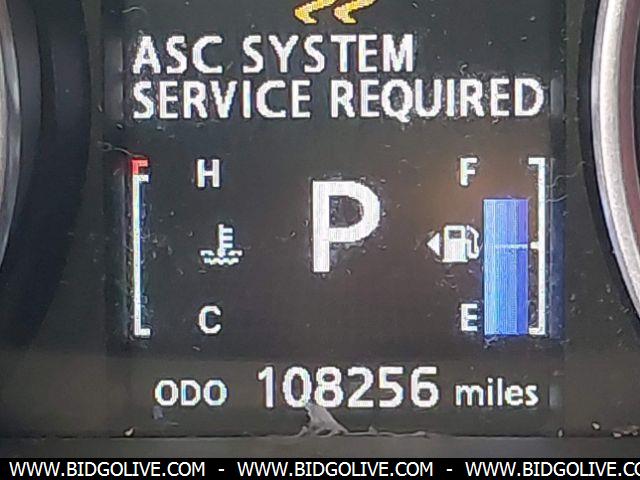 ASC SYSTEM
SERVICE REQUIRED
H F
P
E
C E
ODO 108256 miles
WWW.BIDGOLIVE.COM - WWW.BIDGOLIVE.COM - WWW.BIDGOLIVE.COM